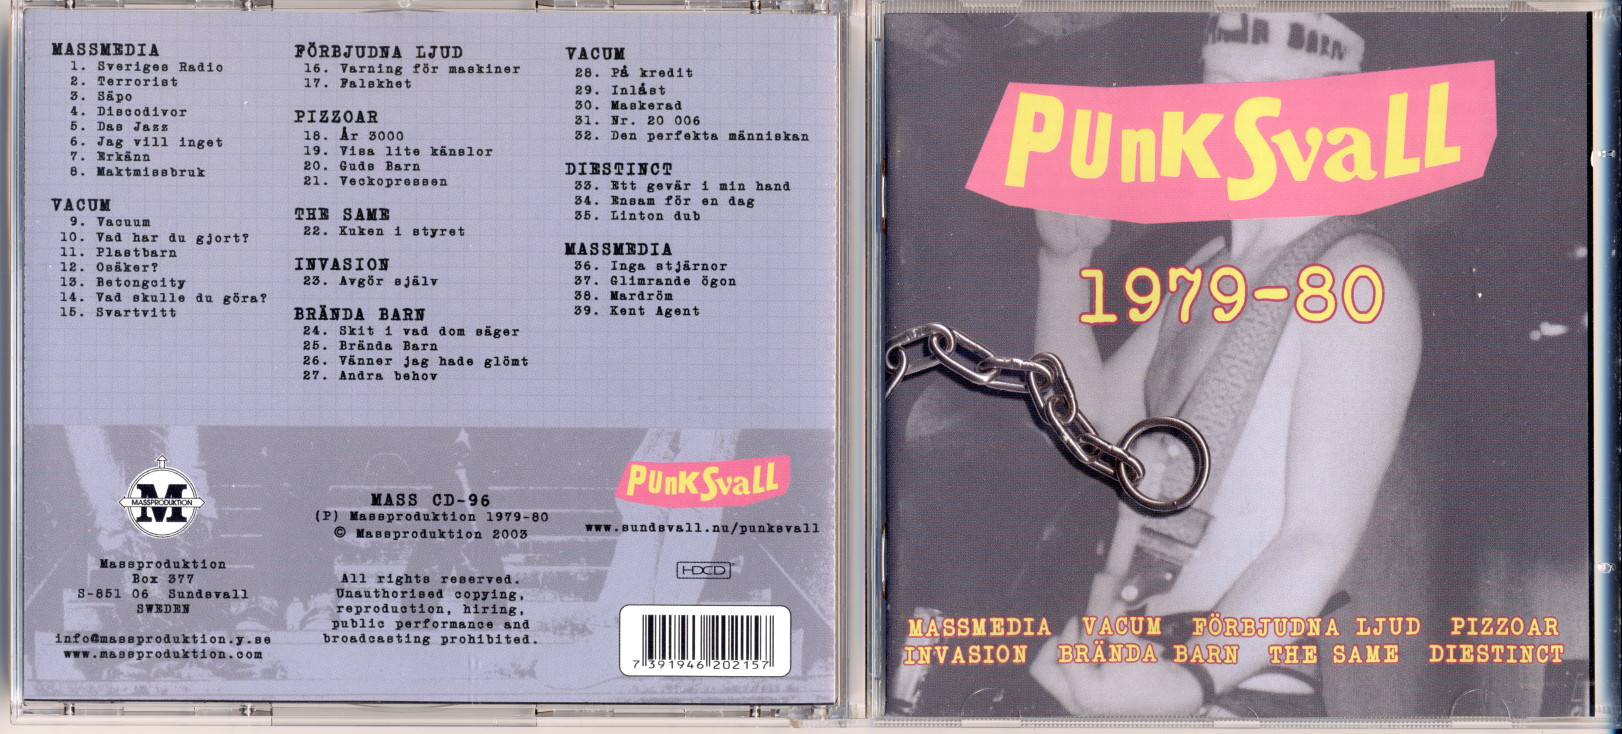 MASSMEDIA
1. Sveriges Radio
2. Terrorist
3. Säpo
4. Discodivor
5. Das Jazz
6. Jag vill inget
7. Erkänn
8. Maktmissbruk
VACUM
9. Vacuum
10. Vad har du gjort?
11. Plastbarn
12. Osäker?
13. Betongcity
14. Vad skulle du göra?
15. Svartvitt
FÖRBJUDNA LJUD
16. Varning för maskiner
17. Falskhet
PIZZOAR
18. År 3000
19. Visa lite känslor
20. Guds Barn
21. Veckopressen
THE SAME
22. Kuken i styret
INVASION
23. Avgör själv
BRÄNDA BARN
24. Skit i vad dom säger
25. Brända Barn
26. Vänner jag hade glömt
27. Andra behov
VACUM
28. På kredit
29. Inlåst
30. Maskerad
31. Nr. 20 006
32. Den perfekta människan
DIESTINCT
33. Ett gevär i min hand
34. Ensam för en dag
35. Linton dub
MASSMEDIA
36. Inga stjärnor
37. Glimrande ögon
38. Mardröm
39. Kent Agent
M
MASSPRODUKTION
Massproduktion
Box 377
S-851 06 Sundsvall
SWEDEN
info@massproduktion.y.se
www.massproduktion.com
MASS CD-96
(P) Massproduktion 1979-80
© Massproduktion 2003
All rights reserved.
Unauthorised copying,
reproduction, hiring,
public performance and
broadcasting prohibited.
PUnKSvaLL
www.sundsvall.nu/punksvall
HDCD
7 391946 202157
BARN
PUnKSvaLL
1979-80
MASSMEDIA VACUM FÖRBJUDNA LJUD PIZZOAR
INVASION BRÄNDA BARN THE SAME DIESTINCT